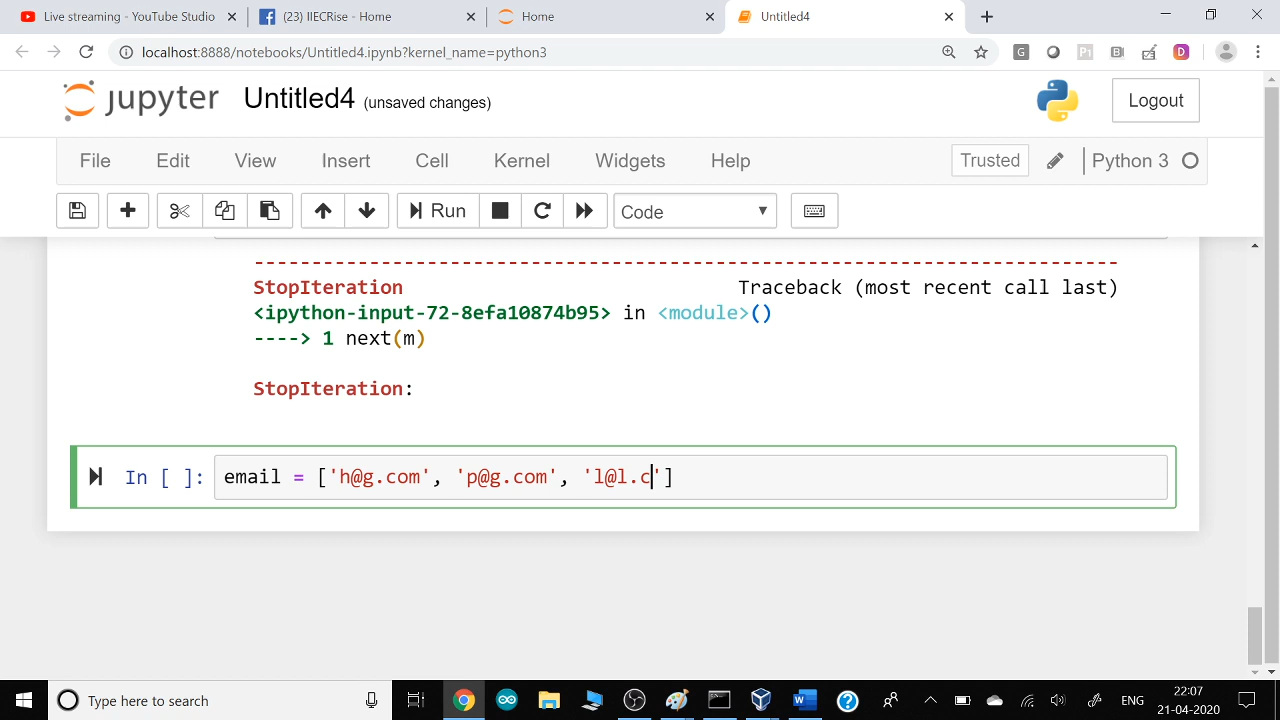 Live streaming - YouTube Studio
(23) IIECRise - Home
Home
Untitled4
localhost:8888/notebooks/Untitled4.ipynb?kernel_name=python3
jupyter Untitled4 (unsaved changes)
Logout
File Edit View Insert Cell Kernel Widgets Help
Trusted
Python 3
Run
Code
---------------------------------------------------------------------------
StopIteration Traceback (most recent call last)
<ipython-input-72-8efa10874b95> in <module>()
----> 1 next(m)
StopIteration:
In [ ]: email = ['h@g.com', 'p@g.com', 'l@l.c']
Type here to search
ENG
22:07
21-04-2020